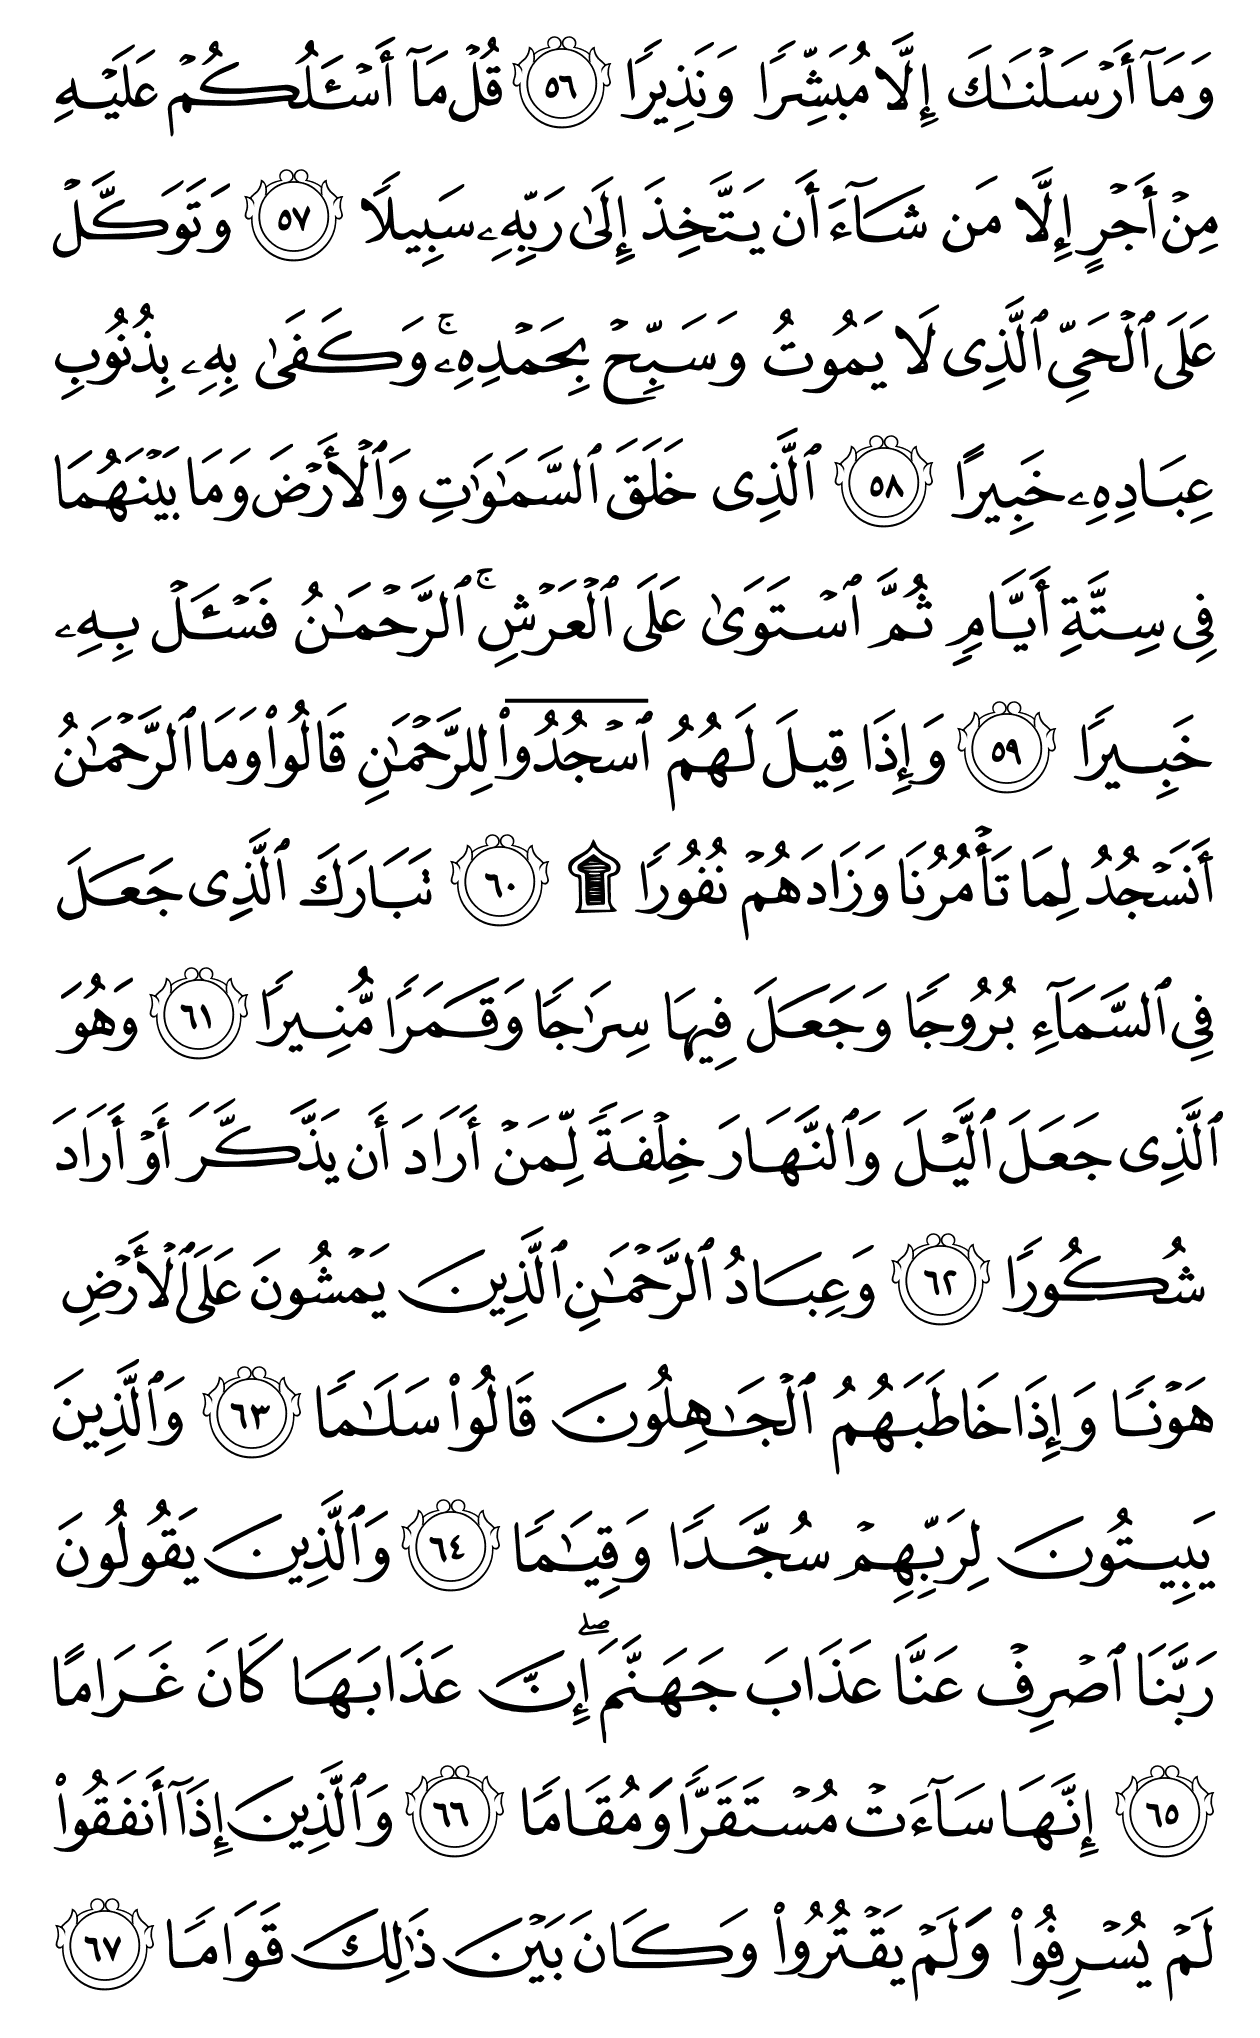 وَمَآ أَرْسَلْنَٰكَ إِلَّا مُبَشِّرًا وَنَذِيرًا ٥٦ قُلْ مَآ أَسْـَٔلُكُمْ عَلَيْهِ
مِنْ أَجْرٍ إِلَّا مَن شَآءَ أَن يَتَّخِذَ إِلَىٰ رَبِّهِۦ سَبِيلًا ٥٧ وَتَوَكَّلْ
عَلَى ٱلْحَىِّ ٱلَّذِى لَا يَمُوتُ وَسَبِّحْ بِحَمْدِهِۦ ۚ وَكَفَىٰ بِهِۦ بِذُنُوبِ
عِبَادِهِۦ خَبِيرًا ٥٨ ٱلَّذِى خَلَقَ ٱلسَّمَٰوَٰتِ وَٱلْأَرْضَ وَمَا بَيْنَهُمَا
فِى سِتَّةِ أَيَّامٍ ثُمَّ ٱسْتَوَىٰ عَلَى ٱلْعَرْشِ ۚ ٱلرَّحْمَٰنُ فَسْـَٔلْ بِهِۦ
خَبِيرًا ٥٩ وَإِذَا قِيلَ لَهُمُ ٱسْجُدُوا۟ لِلرَّحْمَٰنِ قَالُوا۟ وَمَا ٱلرَّحْمَٰنُ
أَنَسْجُدُ لِمَا تَأْمُرُنَا وَزَادَهُمْ نُفُورًا ۩ ٦٠ تَبَارَكَ ٱلَّذِى جَعَلَ
فِى ٱلسَّمَآءِ بُرُوجًا وَجَعَلَ فِيهَا سِرَٰجًا وَقَمَرًا مُّنِيرًا ٦١ وَهُوَ
ٱلَّذِى جَعَلَ ٱلَّيْلَ وَٱلنَّهَارَ خِلْفَةً لِّمَنْ أَرَادَ أَن يَذَّكَّرَ أَوْ أَرَادَ
شُكُورًا ٦٢ وَعِبَادُ ٱلرَّحْمَٰنِ ٱلَّذِينَ يَمْشُونَ عَلَى ٱلْأَرْضِ
هَوْنًا وَإِذَا خَاطَبَهُمُ ٱلْجَٰهِلُونَ قَالُوا۟ سَلَٰمًا ٦٣ وَٱلَّذِينَ
يَبِيتُونَ لِرَبِّهِمْ سُجَّدًا وَقِيَٰمًا ٦٤ وَٱلَّذِينَ يَقُولُونَ
رَبَّنَا ٱصْرِفْ عَنَّا عَذَابَ جَهَنَّمَ ۖ إِنَّ عَذَابَهَا كَانَ غَرَامًا
٦٥ إِنَّهَا سَآءَتْ مُسْتَقَرًّا وَمُقَامًا ٦٦ وَٱلَّذِينَ إِذَآ أَنفَقُوا۟
لَمْ يُسْرِفُوا۟ وَلَمْ يَقْتُرُوا۟ وَكَانَ بَيْنَ ذَٰلِكَ قَوَامًا ٦٧